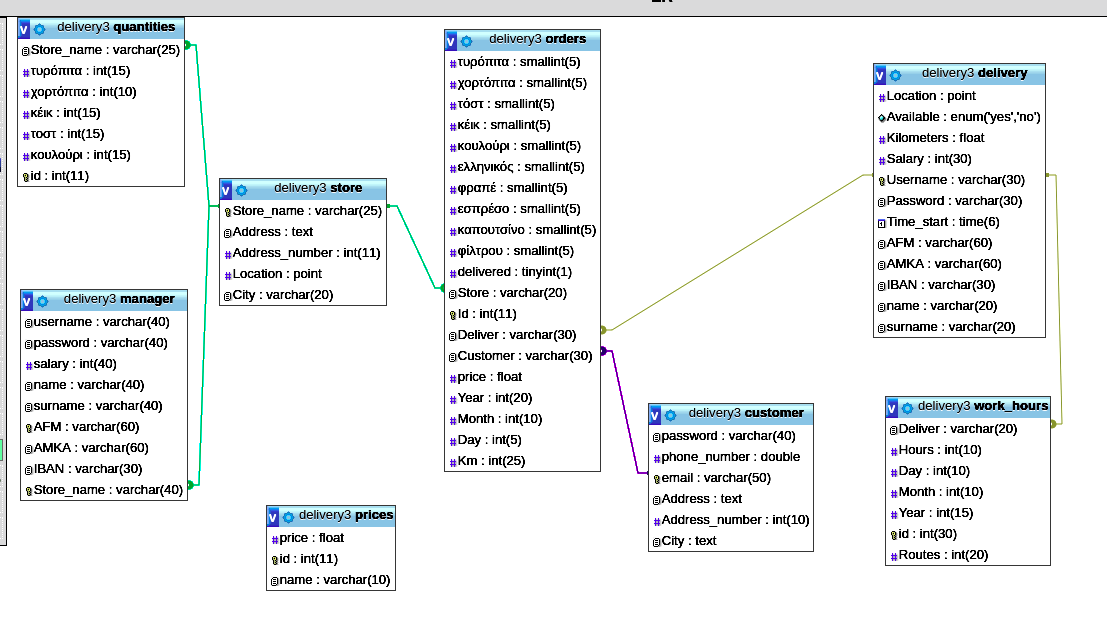 delivery3 quantities
Store_name : varchar(25)
τυρόπιτα : int(15)
χορτόπιτα : int(10)
κέικ : int(15)
τοστ : int(15)
κουλούρι : int(15)
id : int(11)
delivery3 manager
username : varchar(40)
password : varchar(40)
salary : int(40)
name : varchar(40)
surname : varchar(40)
AFM : varchar(60)
AMKA : varchar(60)
IBAN : varchar(30)
Store_name : varchar(40)
delivery3 store
Store_name : varchar(25)
Address : text
Address_number : int(11)
Location : point
City : varchar(20)
delivery3 prices
price : float
id : int(11)
name : varchar(10)
delivery3 orders
τυρόπιτα : smallint(5)
χορτόπιτα : smallint(5)
τόστ : smallint(5)
κέικ : smallint(5)
κουλούρι : smallint(5)
ελληνικός : smallint(5)
φραπέ : smallint(5)
εσπρέσο : smallint(5)
καπουτσίνο : smallint(5)
φίλτρου : smallint(5)
delivered : tinyint(1)
Store : varchar(20)
Id : int(11)
Deliver : varchar(30)
Customer : varchar(30)
price : float
Year : int(20)
Month : int(10)
Day : int(5)
Km : int(25)
delivery3 customer
password : varchar(40)
phone_number : double
email : varchar(50)
Address : text
Address_number : int(10)
City : text
delivery3 delivery
Location : point
Available : enum('yes','no')
Kilometers : float
Salary : int(30)
Username : varchar(30)
Password : varchar(30)
Time_start : time(6)
AFM : varchar(60)
AMKA : varchar(60)
IBAN : varchar(30)
name : varchar(20)
surname : varchar(20)
delivery3 work_hours
Deliver : varchar(20)
Hours : int(10)
Day : int(10)
Month : int(10)
Year : int(15)
id : int(30)
Routes : int(20)